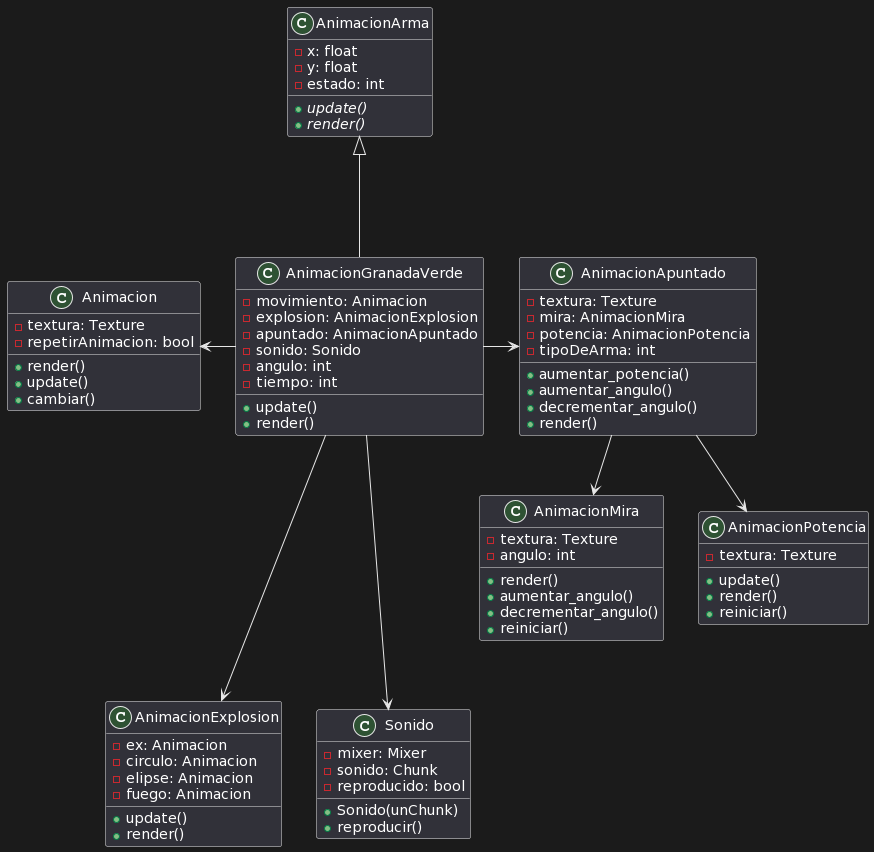 C AnimacionArma
x: float
y: float
estado: int
update()
render()
C Animacion
textura: Texture
repetirAnimacion: bool
render()
update()
cambiar()
C AnimacionGranadaVerde
movimiento: Animacion
explosion: AnimacionExplosion
apuntado: AnimacionApuntado
sonido: Sonido
angulo: int
tiempo: int
update()
render()
C AnimacionApuntado
textura: Texture
mira: AnimacionMira
potencia: AnimacionPotencia
tipoDeArma: int
aumentar_potencia()
aumentar_angulo()
decrementar_angulo()
render()
C AnimacionMira
textura: Texture
angulo: int
render()
aumentar_angulo()
decrementar_angulo()
reiniciar()
C AnimacionPotencia
textura: Texture
update()
render()
reiniciar()
C AnimacionExplosion
ex: Animacion
circulo: Animacion
elipse: Animacion
fuego: Animacion
update()
render()
C Sonido
mixer: Mixer
sonido: Chunk
reproducido: bool
Sonido(unChunk)
reproducir()